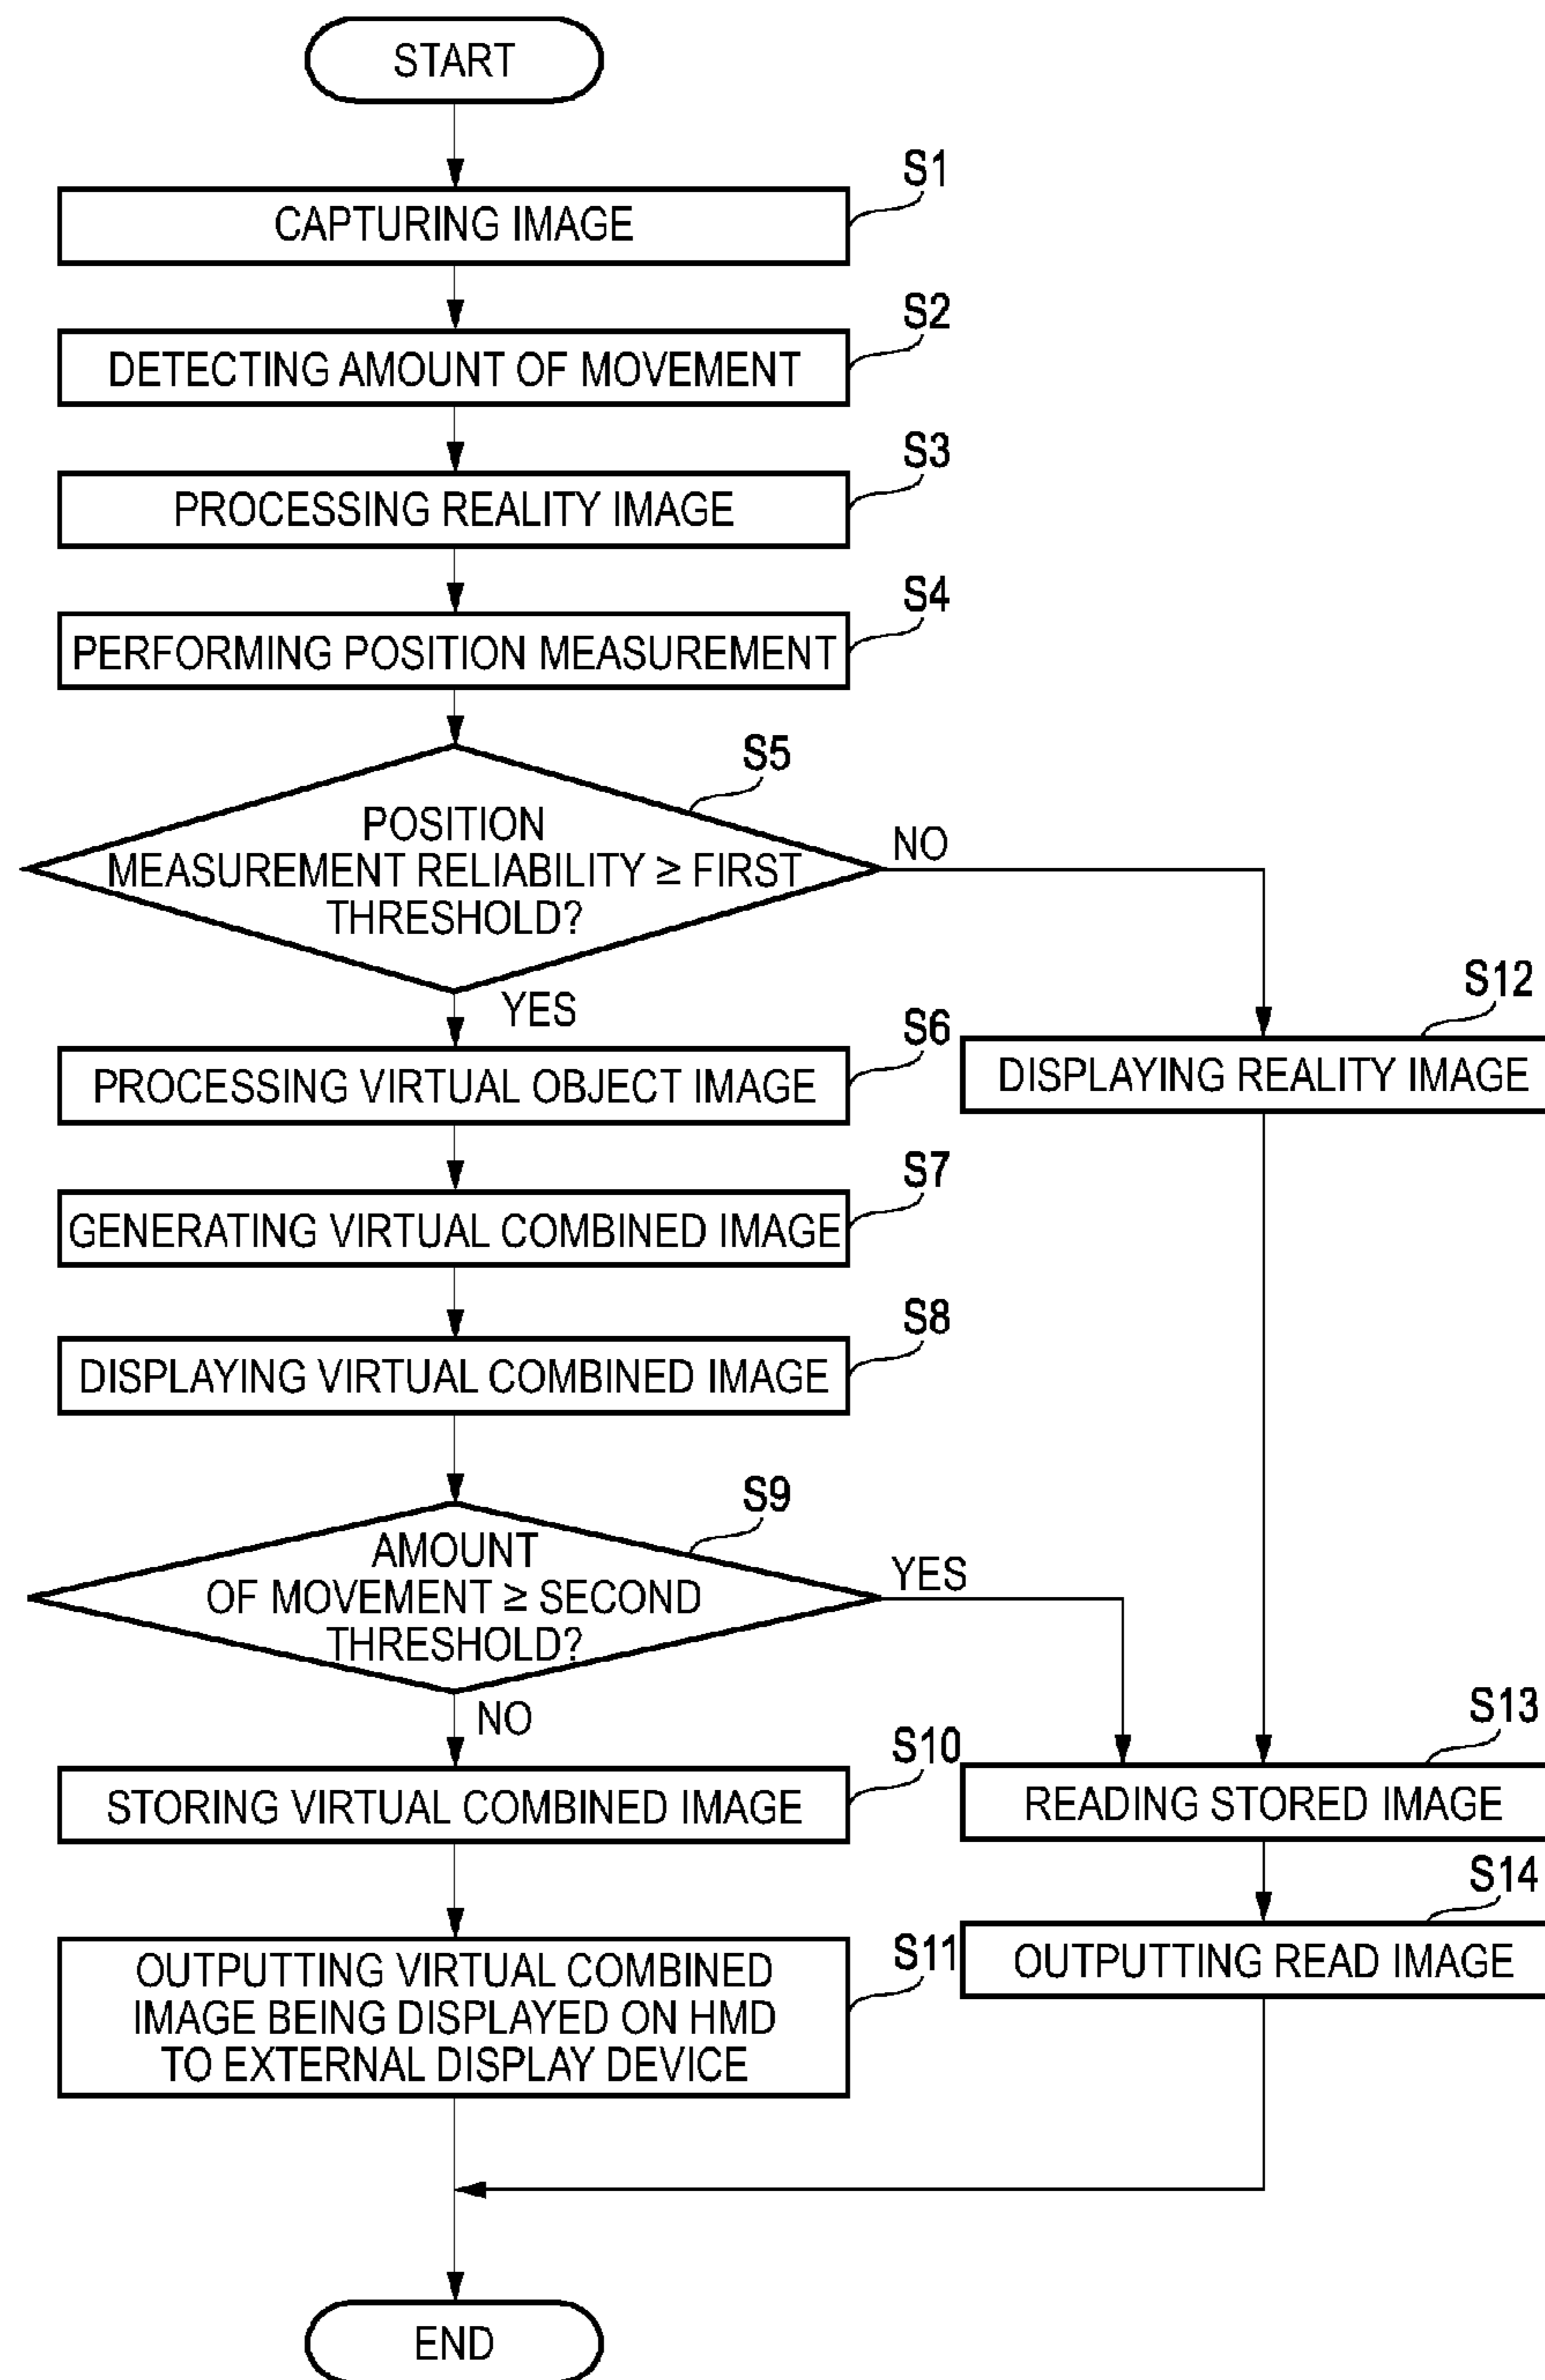 START
S1
CAPTURING IMAGE
S2
DETECTING AMOUNT OF MOVEMENT
S3
PROCESSING REALITY IMAGE
S4
PERFORMING POSITION MEASUREMENT
S5
POSITION
MEASUREMENT RELIABILITY ≥ FIRST
THRESHOLD?
NO
YES
S6
PROCESSING VIRTUAL OBJECT IMAGE
S12
DISPLAYING REALITY IMAGE
S7
GENERATING VIRTUAL COMBINED IMAGE
S8
DISPLAYING VIRTUAL COMBINED IMAGE
S9
AMOUNT
OF MOVEMENT ≥ SECOND
THRESHOLD?
YES
NO
S10
STORING VIRTUAL COMBINED IMAGE
S13
READING STORED IMAGE
S11
OUTPUTTING VIRTUAL COMBINED
IMAGE BEING DISPLAYED ON HMD
TO EXTERNAL DISPLAY DEVICE
S14
OUTPUTTING READ IMAGE
END